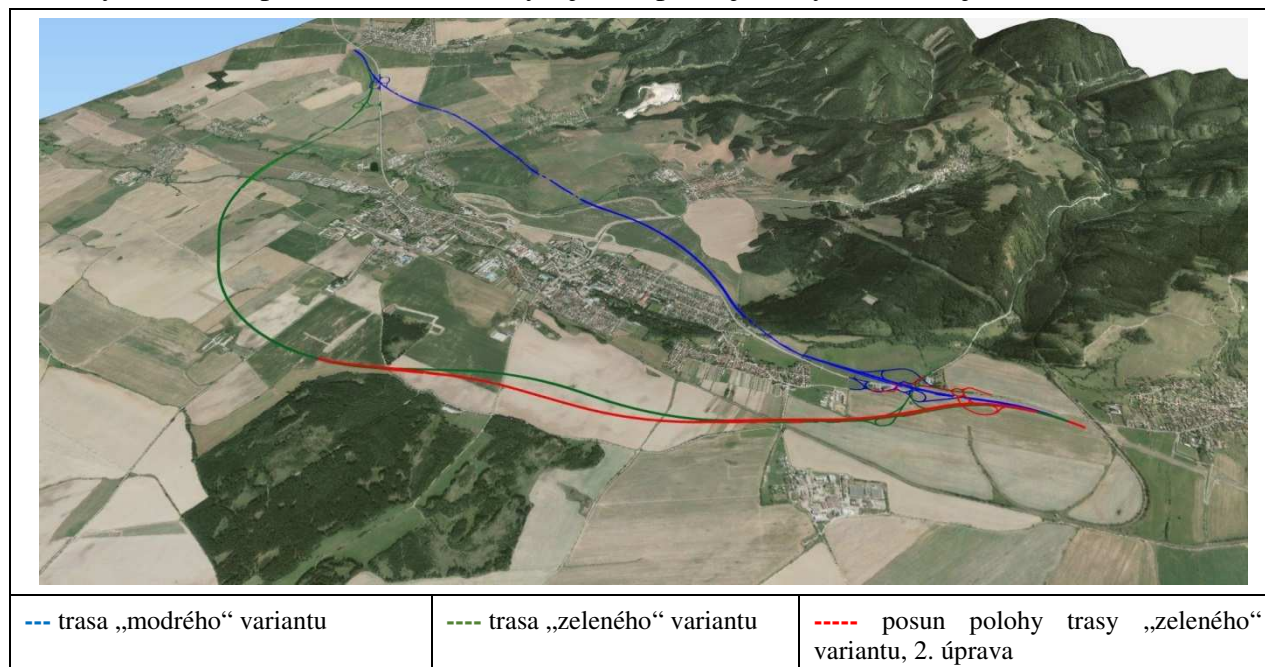 --- trasa „modrého“ variantu
---- trasa „zeleného“ variantu
----- posun polohy trasy „zeleného“
variantu, 2. úprava